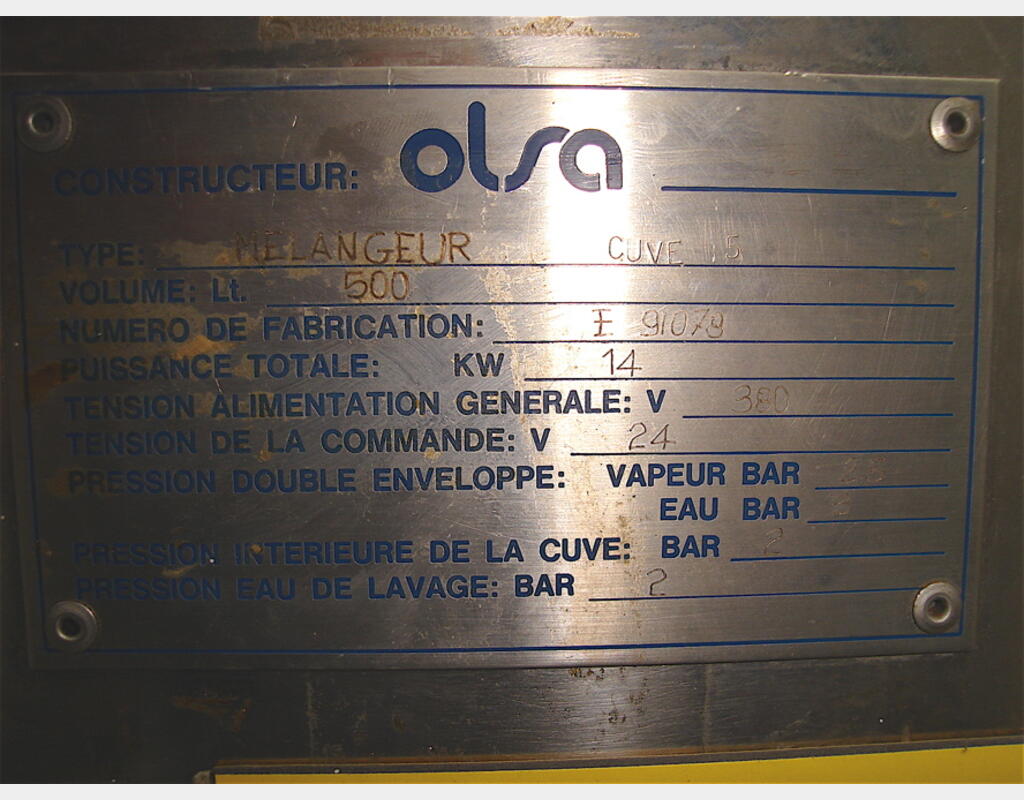 CONSTRUCTEUR: olsa
TYPE: MELANGEUR CUVE 15
VOLUME: Lt. 500
NUMERO DE FABRICATION: I 91078
PUISSANCE TOTALE: KW 14
TENSION ALIMENTATION GENERALE: V 380
TENSION DE LA COMMANDE: V 24
PRESSION DOUBLE ENVELOPPE: VAPEUR BAR
EAU BAR
PRESSION INTERIEURE DE LA CUVE: BAR 2
PRESSION EAU DE LAVAGE: BAR 2